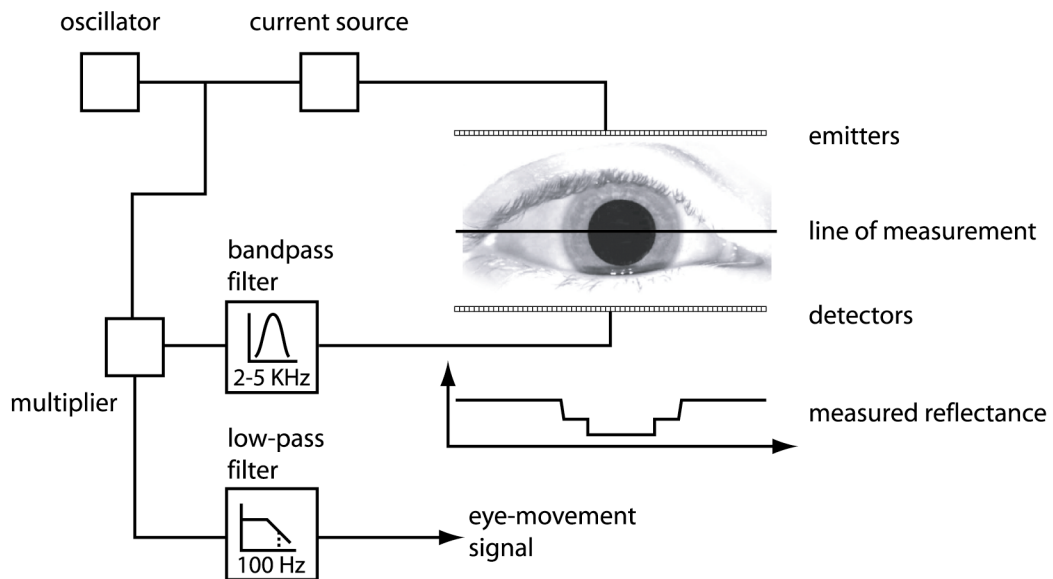 oscillator
current source
emitters
line of measurement
bandpass
filter
2-5 KHz
detectors
multiplier
measured reflectance
low-pass
filter
100 Hz
eye-movement
signal